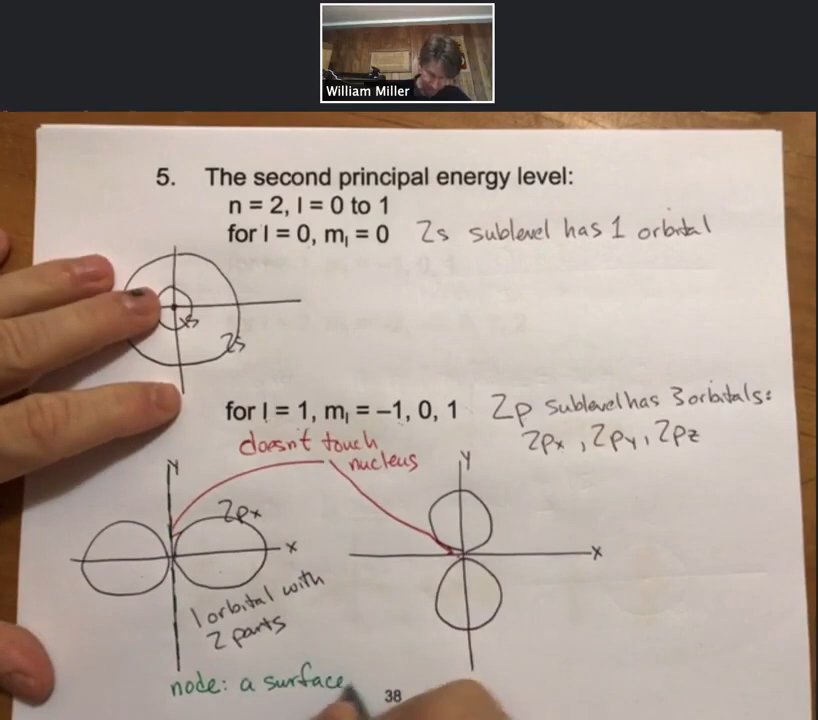 William Miller
5. The second principal energy level:
n = 2, l = 0 to 1
for l = 0, mₗ = 0 2s sublevel has 1 orbital
2s
for l = 1, mₗ = –1, 0, 1 2p sublevel has 3 orbitals:
2px, 2py, 2pz
doesn't touch
nucleus
Y
2px
X
1 orbital with
2 parts
Y
X
node: a surface
38